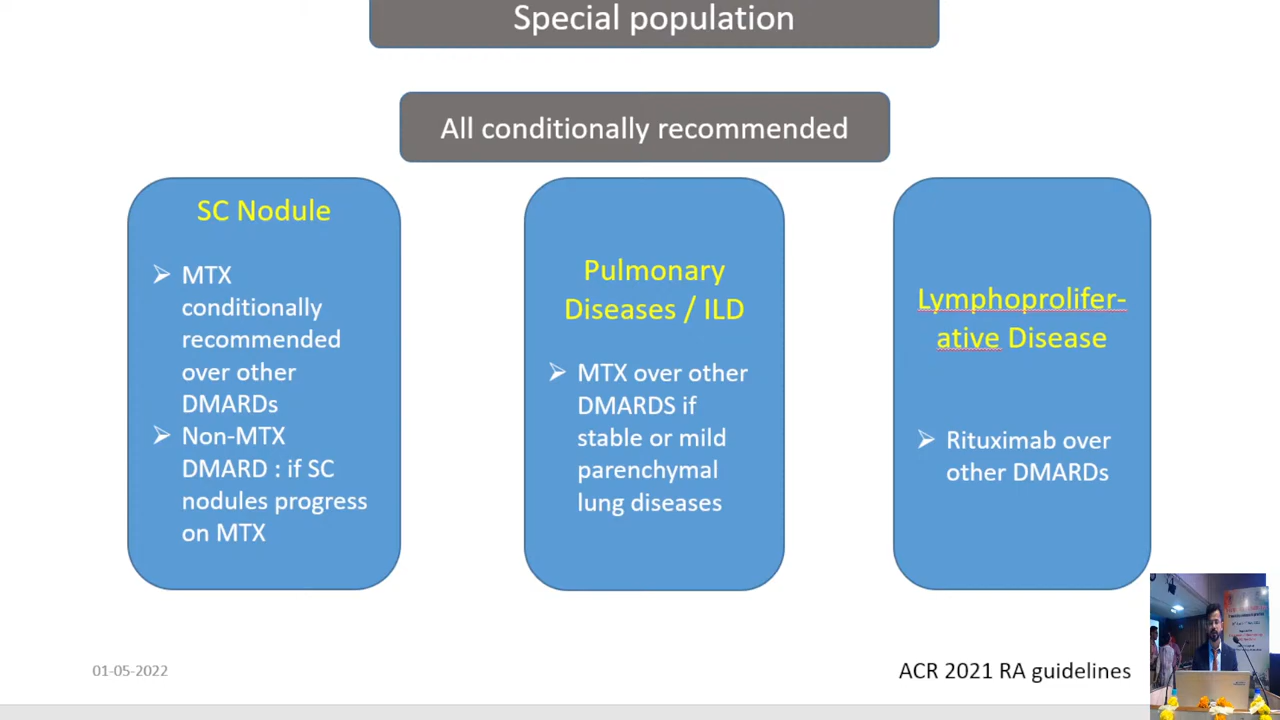 Special population
All conditionally recommended
SC Nodule
➢ MTX
conditionally
recommended
over other
DMARDs
➢ Non-MTX
DMARD : if SC
nodules progress
on MTX
Pulmonary
Diseases / ILD
➢ MTX over other
DMARDS if
stable or mild
parenchymal
lung diseases
Lymphoprolifer-
ative Disease
➢ Rituximab over
other DMARDs
01-05-2022
ACR 2021 RA guidelines